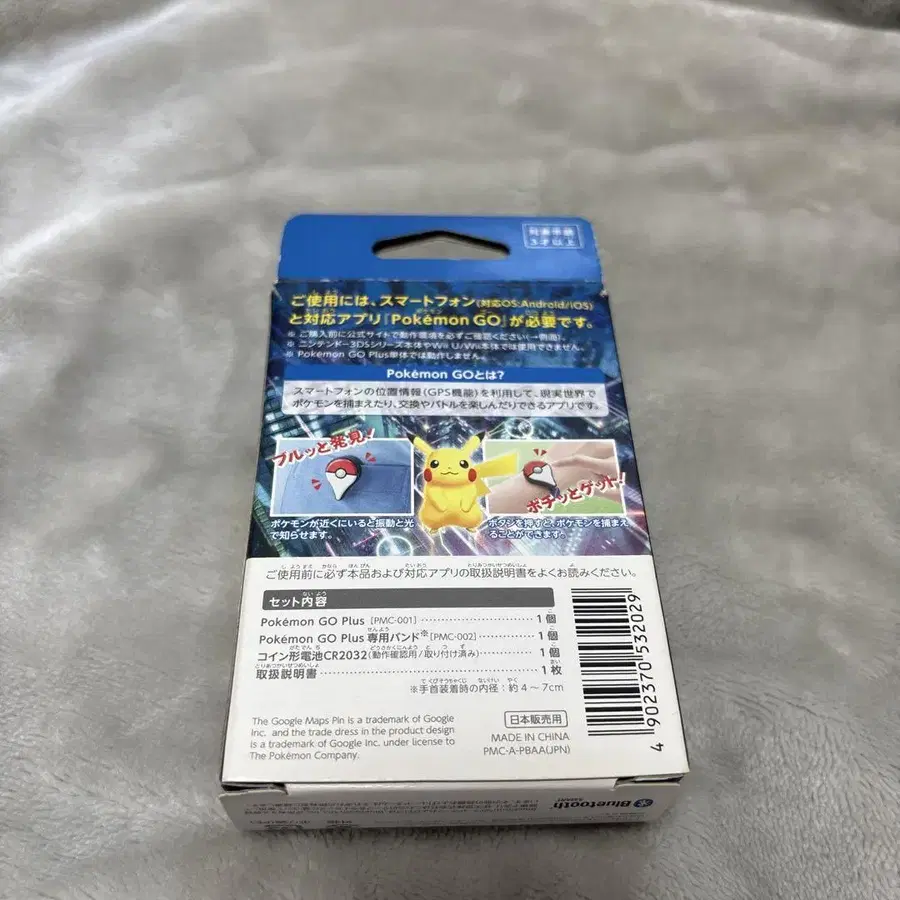 対象年齢
3才以上
ご使用には、スマートフォン(対応OS:Android/iOS)
と対応アプリ『Pokémon GO』が必要です。
※ ご購入前に公式サイトで動作環境を必ずご確認ください(→側面)。
※ ニンテンドー3DSシリーズ本体やWii U/Wii本体では使用できません。
※ Pokémon GO Plus単体では動作しません。
Pokémon GOとは?
スマートフォンの位置情報(GPS機能)を利用して、現実世界で
ポケモンを捕まえたり、交換やバトルを楽しんだりできるアプリです。
ブルッと発見!
ポチッとゲット!
ポケモンが近くにいると振動と光
で知らせます。
ボタンを押すと、ポケモンを捕まえ
ることができます。
ご使用前に必ず本品および対応アプリの取扱説明書をよくお読みください。
セット内容
Pokémon GO Plus [PMC-001] 1個
Pokémon GO Plus 専用バンド※[PMC-002] 1個
コイン形電池CR2032(動作確認用/取り付け済み) 1個
取扱説明書 1枚
※手首装着時の内径:約4~7cm
The Google Maps Pin is a trademark of Google
Inc. and the trade dress in the product design
is a trademark of Google Inc. under license to
The Pokémon Company.
日本販売用
MADE IN CHINA
PMC-A-PBAA(JPN)
4 902370 532029
Bluetooth
SMART